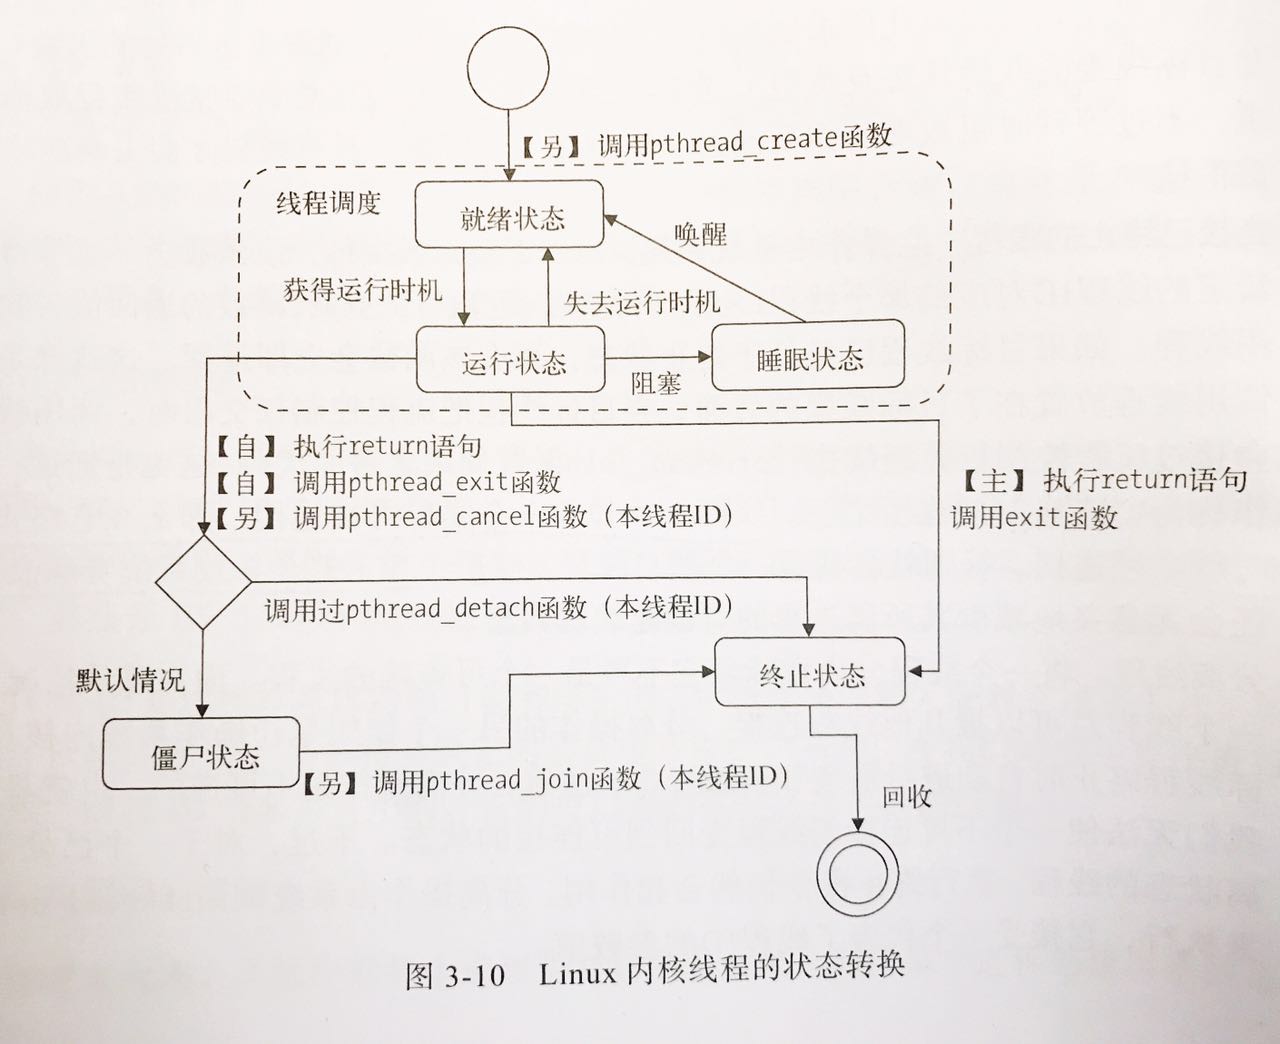 【另】 调用pthread_create函数
线程调度
就绪状态
唤醒
获得运行时机
失去运行时机
运行状态
睡眠状态
阻塞
【自】 执行return语句
【自】 调用pthread_exit函数
【另】 调用pthread_cancel函数（本线程ID）
【主】 执行return语句
调用exit函数
调用过pthread_detach函数（本线程ID）
默认情况
终止状态
僵尸状态
【另】 调用pthread_join函数（本线程ID）
回收
图 3-10 Linux 内核线程的状态转换